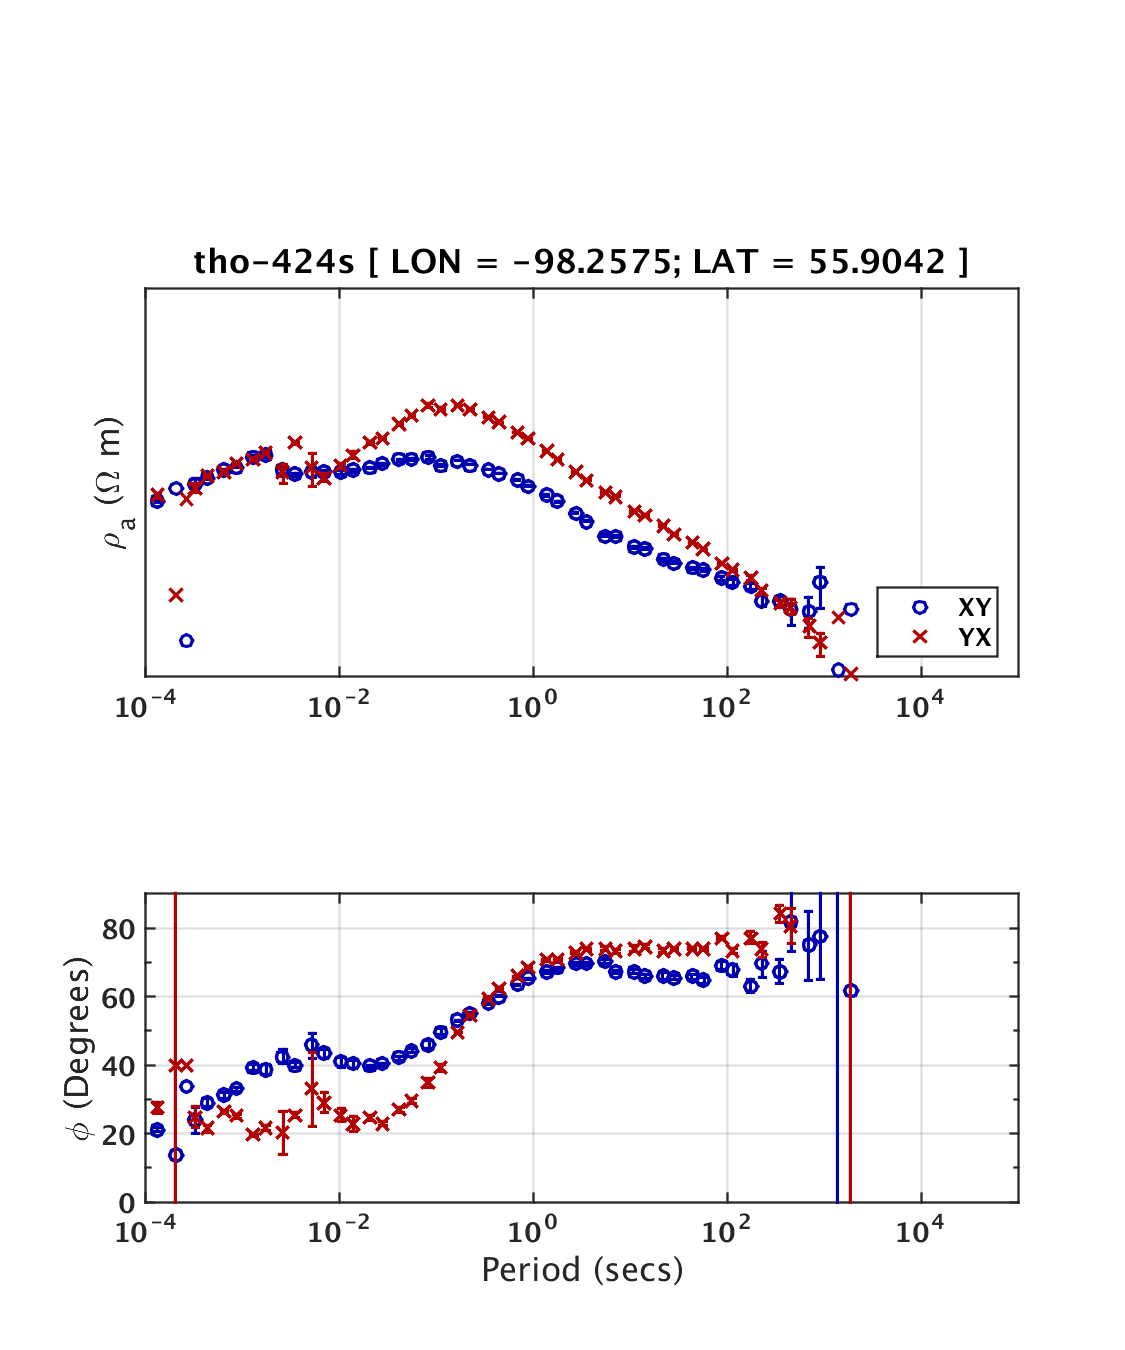 tho-424s [ LON = -98.2575; LAT = 55.9042 ]
ρa (Ω m)
XY
YX
10^-4 10^-2 10^0 10^2 10^4
φ (Degrees)
80
60
40
20
0
10^-4 10^-2 10^0 10^2 10^4
Period (secs)